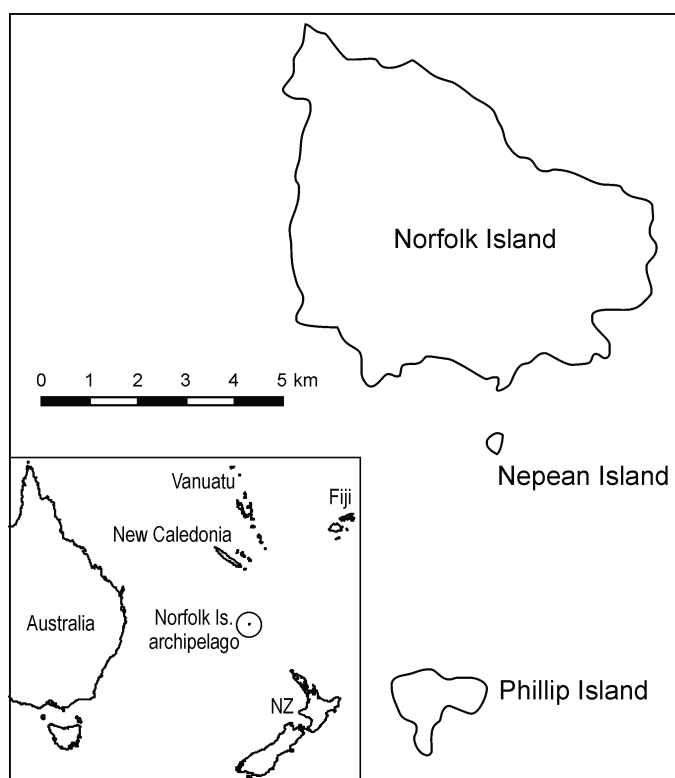 Norfolk Island
0 1 2 3 4 5 km
Nepean Island
Vanuatu
Fiji
New Caledonia
Australia
Norfolk Is.
archipelago
NZ
Phillip Island